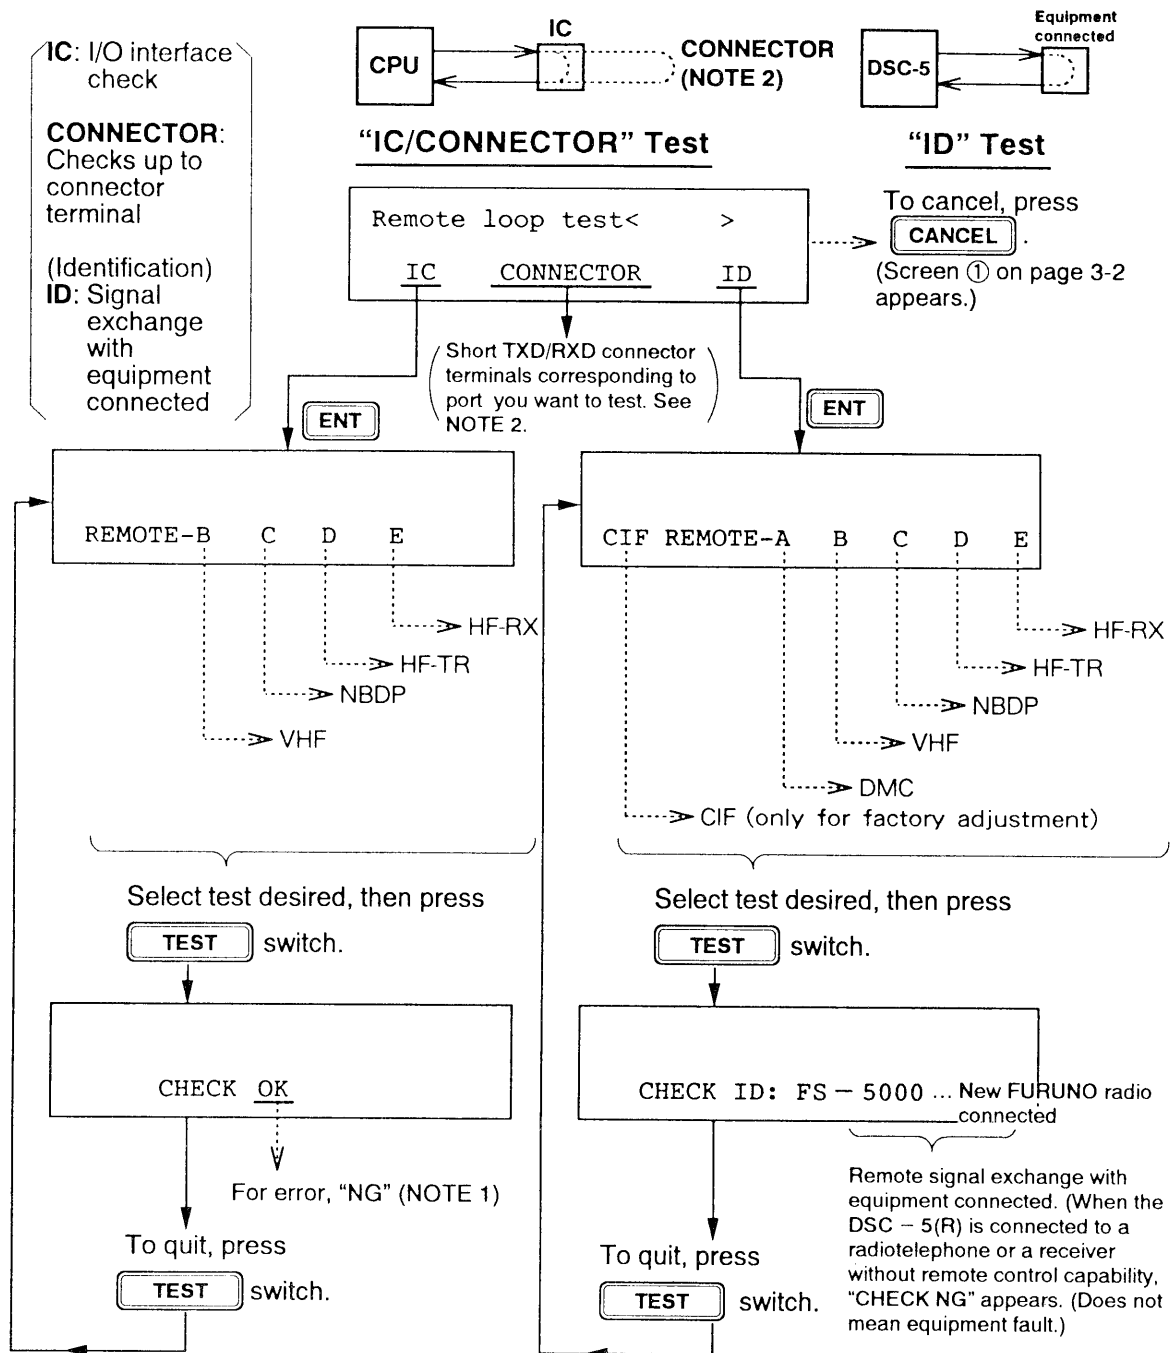 IC: I/O interface
check
CONNECTOR:
Checks up to
connector
terminal
(Identification)
ID: Signal
exchange
with
equipment
connected
CPU
IC
CONNECTOR
(NOTE 2)
"IC/CONNECTOR" Test
DSC-5
Equipment
connected
"ID" Test
Remote loop test< >
IC CONNECTOR ID
To cancel, press
CANCEL .
(Screen ① on page 3-2
appears.)
Short TXD/RXD connector
terminals corresponding to
port you want to test. See
NOTE 2.
ENT
ENT
REMOTE-B C D E
HF-RX
HF-TR
NBDP
VHF
CIF REMOTE-A B C D E
HF-RX
HF-TR
NBDP
VHF
DMC
CIF (only for factory adjustment)
Select test desired, then press
TEST switch.
Select test desired, then press
TEST switch.
CHECK OK
For error, "NG" (NOTE 1)
To quit, press
TEST switch.
CHECK ID: FS – 5000 ... New FURUNO radio
connected
Remote signal exchange with
equipment connected. (When the
DSC – 5(R) is connected to a
radiotelephone or a receiver
without remote control capability,
"CHECK NG" appears. (Does not
mean equipment fault.)
To quit, press
TEST switch.